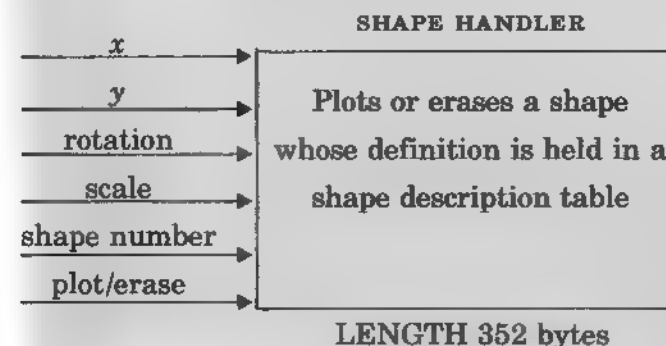 SHAPE HANDLER
x
y
rotation
scale
shape number
plot/erase
Plots or erases a shape
whose definition is held in a
shape description table
LENGTH 352 bytes